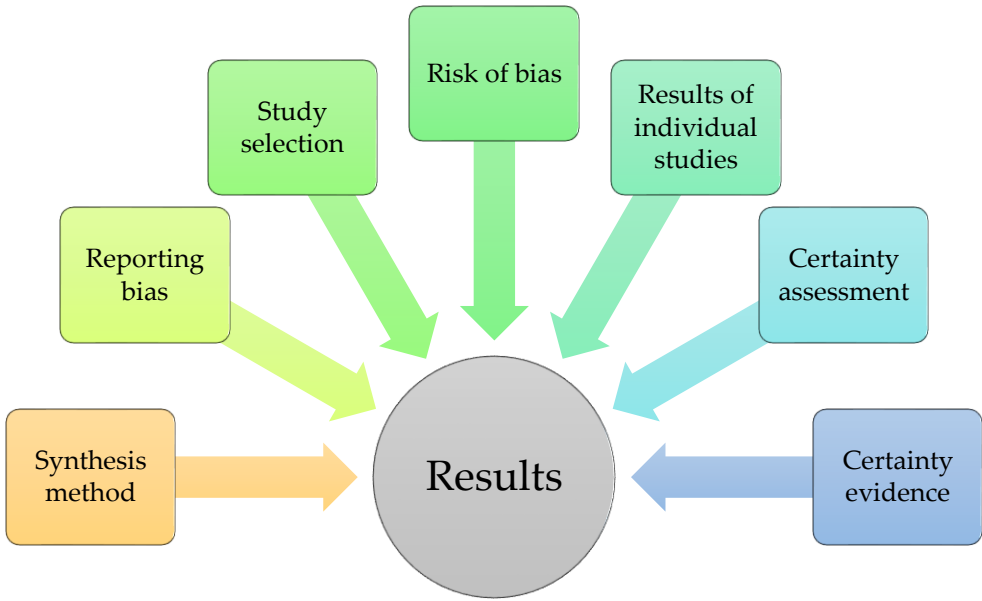 Risk of bias
Study
selection
Results of
individual
studies
Reporting
bias
Certainty
assessment
Synthesis
method
Results
Certainty
evidence